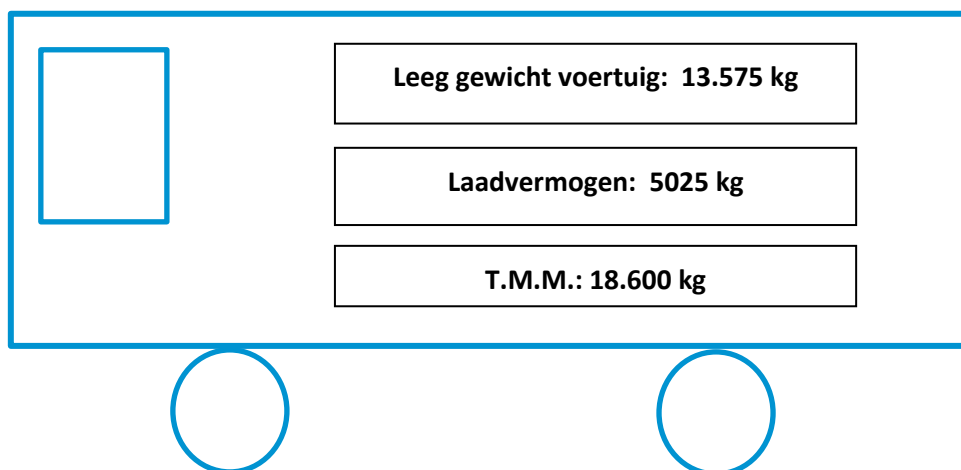 Leeg gewicht voertuig: 13.575 kg
Laadvermogen: 5025 kg
T.M.M.: 18.600 kg